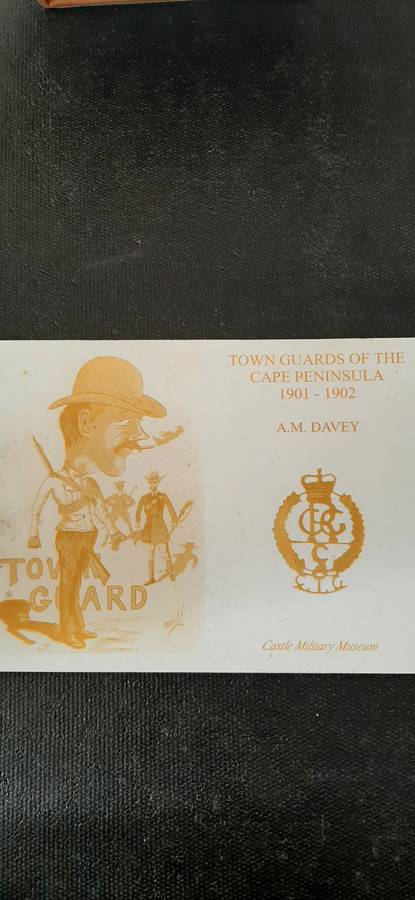 TOWN GUARDS OF THE
CAPE PENINSULA
1901 - 1902
A.M. DAVEY
TOWN
GUARD
C
Castle Military Museum